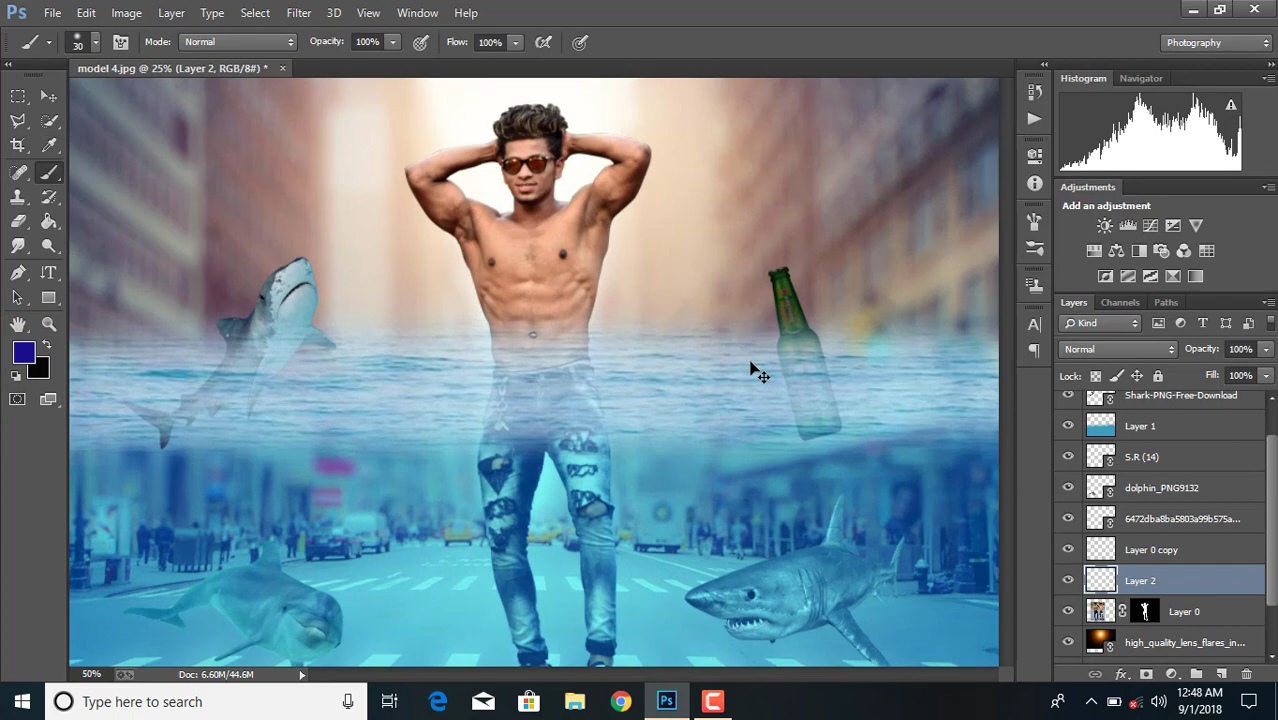 Ps File Edit Image Layer Type Select Filter 3D View Window Help
30 Mode: Normal Opacity: 100% Flow: 100% Photography
model 4.jpg @ 25% (Layer 2, RGB/8#) * ×
Histogram Navigator
Adjustments
Add an adjustment
Layers Channels Paths
Kind
Normal Opacity: 100%
Lock: Fill: 100%
Shark-PNG-Free-Download
Layer 1
S.R (14)
dolphin_PNG9132
6472dba8ba5803a99b575a...
Layer 0 copy
Layer 2
Layer 0
high_quality_lens_flares_in...
50% Doc: 6.60M/44.6M
Type here to search
12:48 AM
9/1/2018